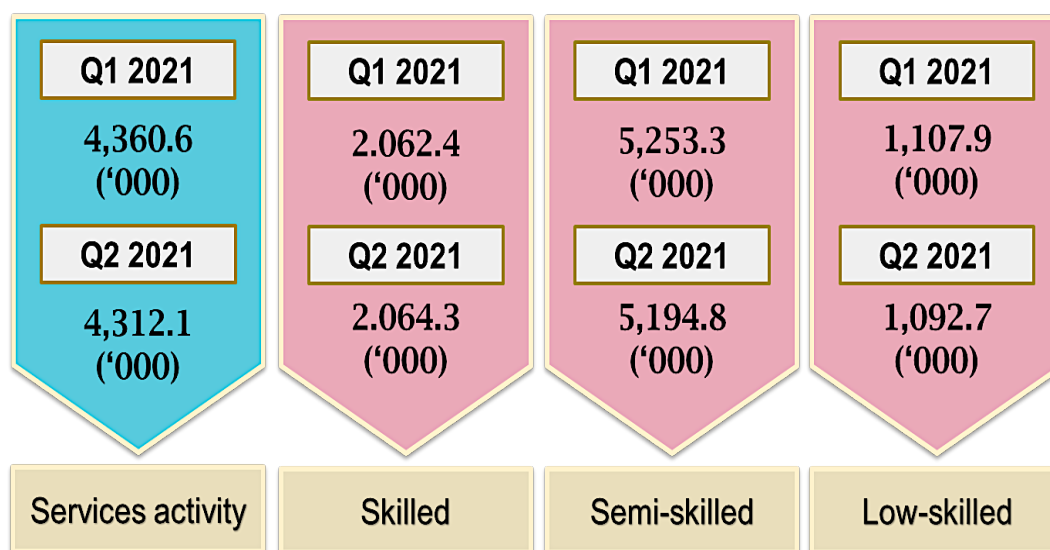 Q1 2021
4,360.6
(‘000)
Q2 2021
4,312.1
(‘000)
Services activity
Q1 2021
2.062.4
(‘000)
Q2 2021
2.064.3
(‘000)
Skilled
Q1 2021
5,253.3
(‘000)
Q2 2021
5,194.8
(‘000)
Semi-skilled
Q1 2021
1,107.9
(‘000)
Q2 2021
1,092.7
(‘000)
Low-skilled